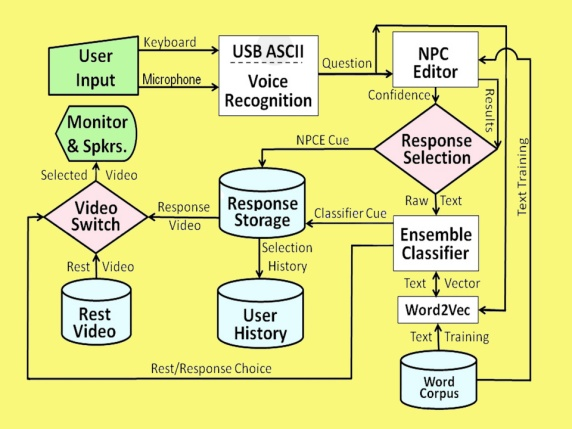 User
Input
Keyboard
Microphone
USB ASCII
Voice
Recognition
Question
NPC
Editor
Confidence
Results
Text Training
Monitor
& Spkrs.
Selected Video
NPCE Cue
Response
Selection
Video
Switch
Response
Video
Response
Storage
Classifier Cue
Raw Text
Ensemble
Classifier
Rest Video
Selection
History
Text Vector
Rest
Video
User
History
Word2Vec
Text Training
Rest/Response Choice
Word
Corpus